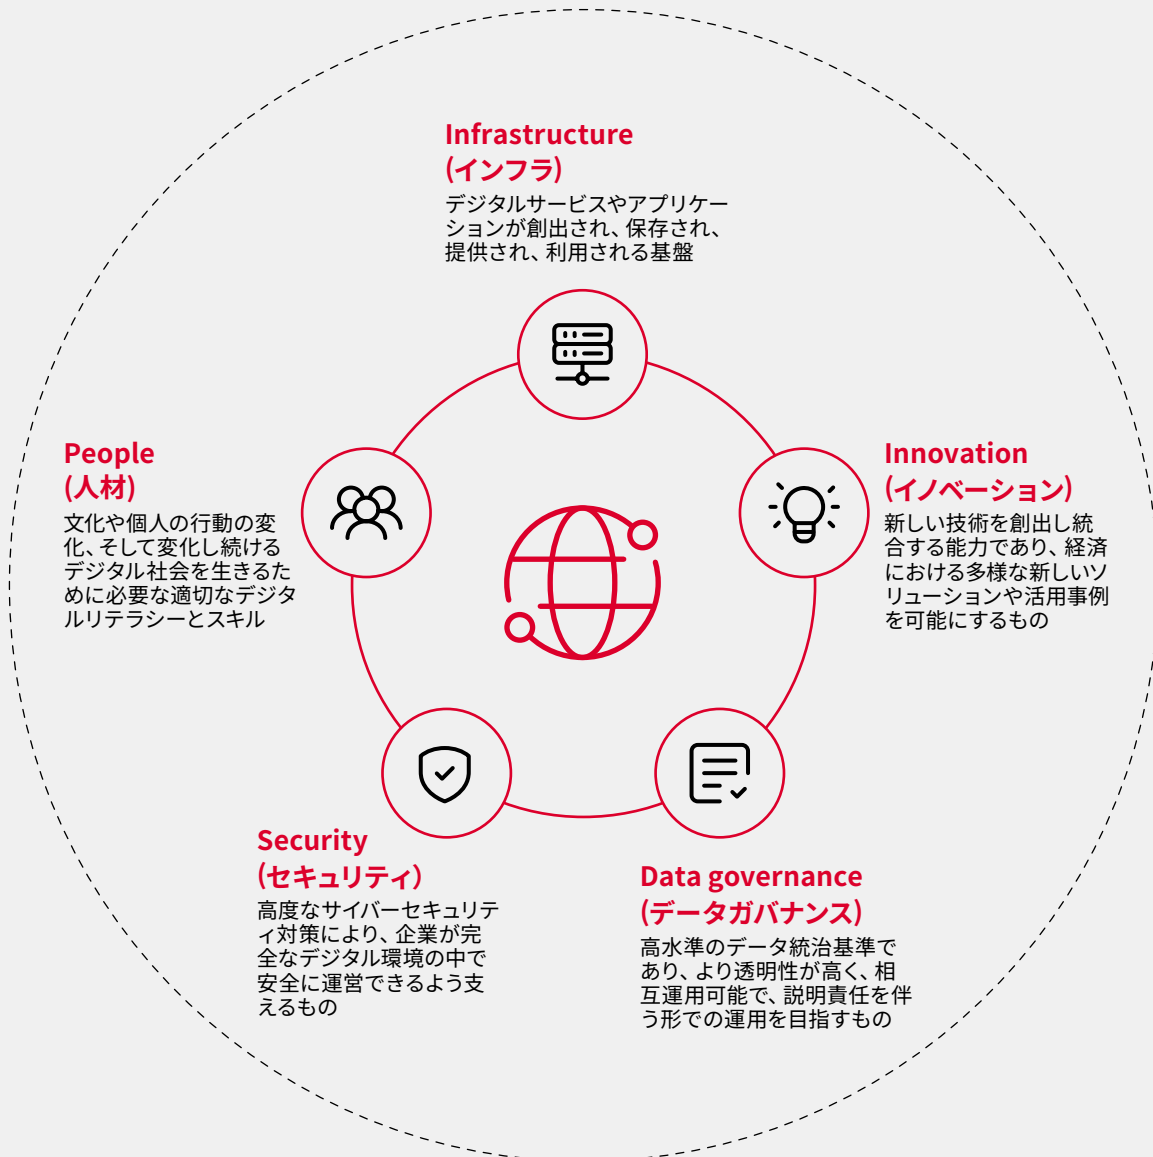 Infrastructure
(インフラ)
デジタルサービスやアプリケー
ションが創出され、保存され、
提供され、利用される基盤
People
(人材)
文化や個人の行動の変
化、そして変化し続ける
デジタル社会を生きるた
めに必要な適切なデジタ
ルリテラシーとスキル
Innovation
(イノベーション)
新しい技術を創出し統
合する能力であり、経済
における多様な新しいソ
リューションや活用事例
を可能にするもの
Security
(セキュリティ)
高度なサイバーセキュリテ
ィ対策により、企業が完
全なデジタル環境の中で
安全に運営できるよう支
えるもの
Data governance
(データガバナンス)
高水準のデータ統治基準で
あり、より透明性が高く、相
互運用可能で、説明責任を伴
う形での運用を目指すもの